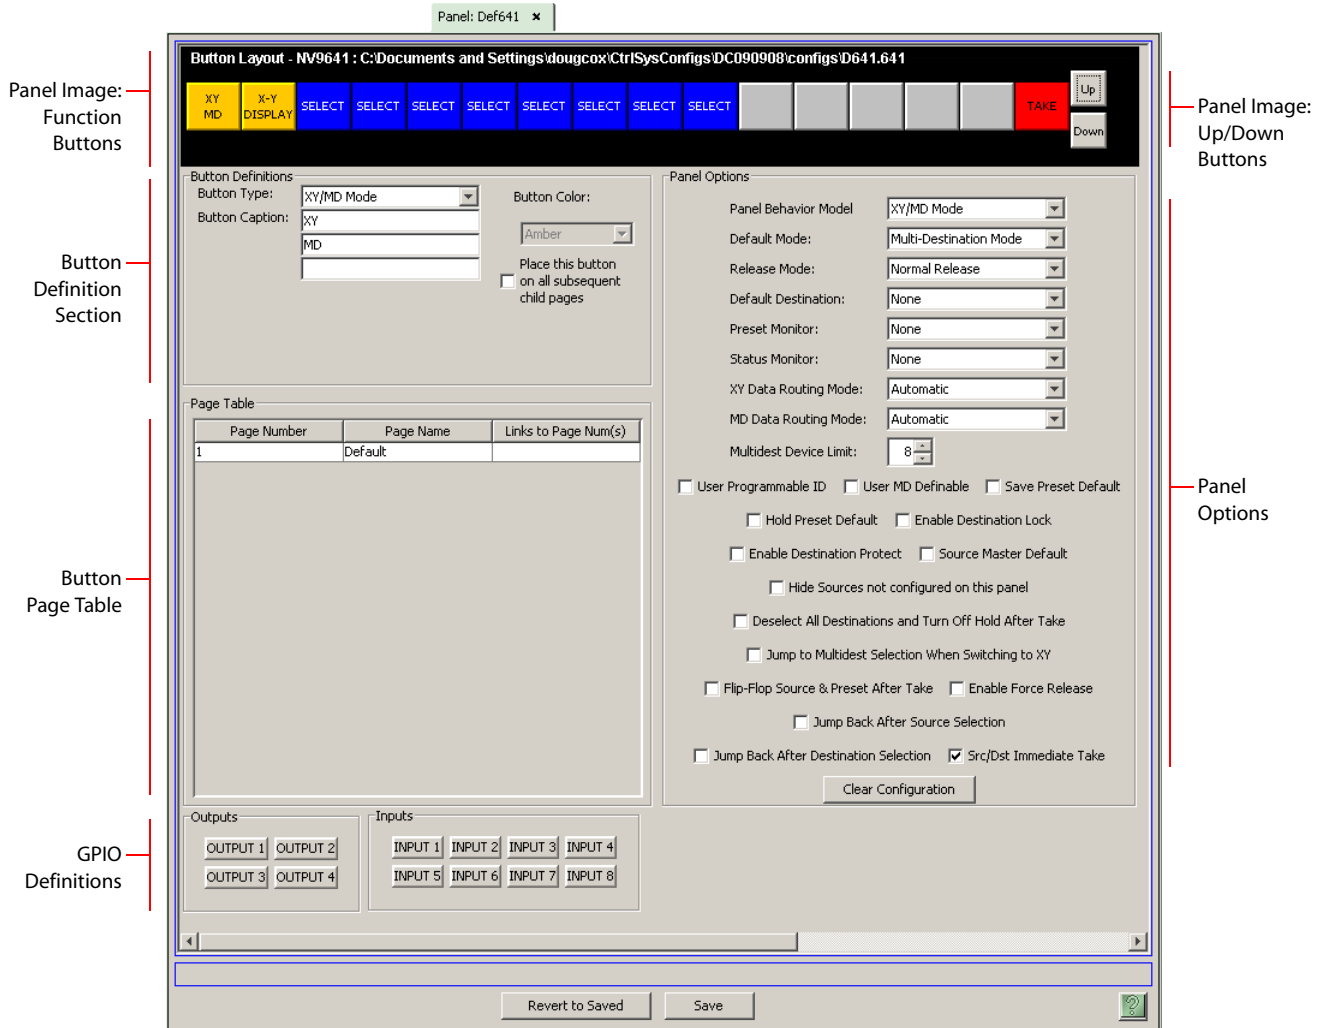 Panel: Def641 ×
Button Layout - NV9641 : C:\Documents and Settings\dougcox\CtrlSysConfigs\DC090908\configs\D641.641
Panel Image:
Function
Buttons
XY
MD
X-Y
DISPLAY
SELECT
SELECT
SELECT
SELECT
SELECT
SELECT
SELECT
SELECT
TAKE
Up
Down
Panel Image:
Up/Down
Buttons
Button Definitions
Button Type:
XY/MD Mode
Button Caption:
XY
MD
Button Color:
Amber
Place this button
on all subsequent
child pages
Button
Definition
Section
Panel Options
Panel Behavior Model
XY/MD Mode
Default Mode:
Multi-Destination Mode
Release Mode:
Normal Release
Default Destination:
None
Preset Monitor:
None
Status Monitor:
None
XY Data Routing Mode:
Automatic
MD Data Routing Mode:
Automatic
Multidest Device Limit:
8
User Programmable ID
User MD Definable
Save Preset Default
Hold Preset Default
Enable Destination Lock
Enable Destination Protect
Source Master Default
Hide Sources not configured on this panel
Deselect All Destinations and Turn Off Hold After Take
Jump to Multidest Selection When Switching to XY
Flip-Flop Source & Preset After Take
Enable Force Release
Jump Back After Source Selection
Jump Back After Destination Selection
Src/Dst Immediate Take
Clear Configuration
Panel
Options
Page Table
Page Number
Page Name
Links to Page Num(s)
1
Default
Button
Page Table
Outputs
OUTPUT 1
OUTPUT 2
OUTPUT 3
OUTPUT 4
Inputs
INPUT 1
INPUT 2
INPUT 3
INPUT 4
INPUT 5
INPUT 6
INPUT 7
INPUT 8
GPIO
Definitions
Revert to Saved
Save
?